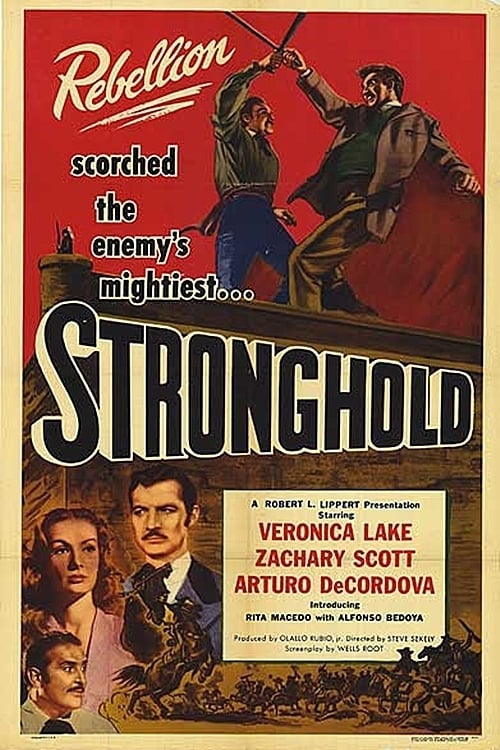 Rebellion
scorched
the
enemy's
mightiest...
STRONGHOLD
A ROBERT L. LIPPERT Presentation
Starring
VERONICA LAKE
ZACHARY SCOTT
ARTURO DeCORDOVA
Introducing
RITA MACEDO with ALFONSO BEDOYA
Produced by OLALLO RUBIO, jr. Directed by STEVE SEKELY
Screenplay by WELLS ROOT